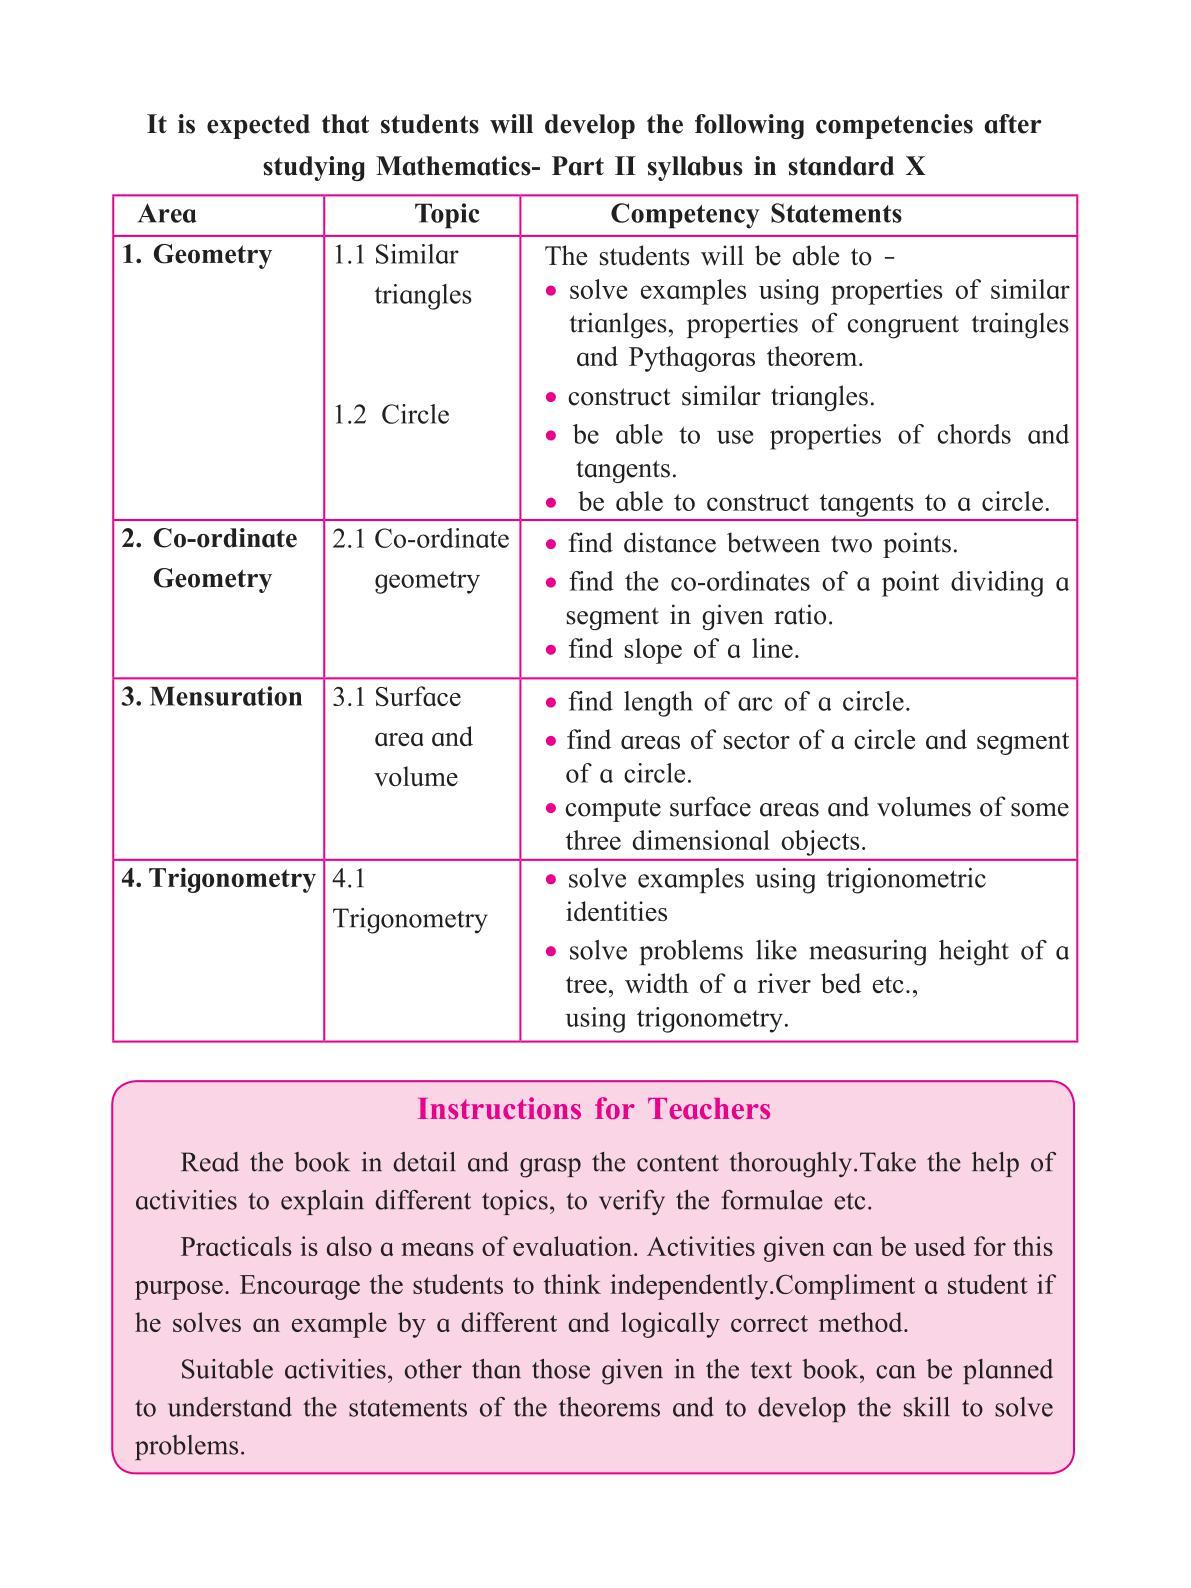 It is expected that students will develop the following competencies after
studying Mathematics- Part II syllabus in standard X
Area
Topic
Competency Statements
1. Geometry
1.1 Similar
triangles
1.2 Circle
The students will be able to -
• solve examples using properties of similar
trianlges, properties of congruent traingles
and Pythagoras theorem.
• construct similar triangles.
• be able to use properties of chords and
tangents.
• be able to construct tangents to a circle.
2. Co-ordinate
Geometry
2.1 Co-ordinate
geometry
• find distance between two points.
• find the co-ordinates of a point dividing a
segment in given ratio.
• find slope of a line.
3. Mensuration
3.1 Surface
area and
volume
• find length of arc of a circle.
• find areas of sector of a circle and segment
of a circle.
• compute surface areas and volumes of some
three dimensional objects.
4. Trigonometry
4.1
Trigonometry
• solve examples using trigionometric
identities
• solve problems like measuring height of a
tree, width of a river bed etc.,
using trigonometry.
Instructions for Teachers
Read the book in detail and grasp the content thoroughly.Take the help of
activities to explain different topics, to verify the formulae etc.
Practicals is also a means of evaluation. Activities given can be used for this
purpose. Encourage the students to think independently.Compliment a student if
he solves an example by a different and logically correct method.
Suitable activities, other than those given in the text book, can be planned
to understand the statements of the theorems and to develop the skill to solve
problems.